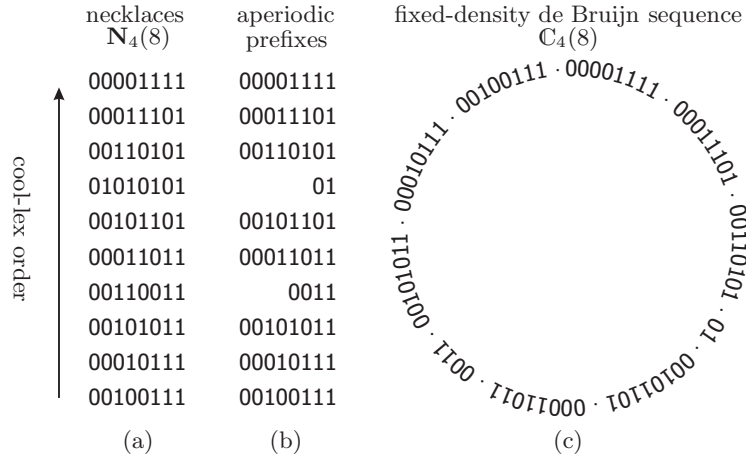 necklaces
N₄(8)
aperiodic
prefixes
fixed-density de Bruijn sequence
ℂ₄(8)
cool-lex order
00001111
00011101
00110101
01010101
00101101
00011011
00110011
00101011
00010111
00100111
(a)
00001111
00011101
00110101
01
00101101
00011011
0011
00101011
00010111
00100111
(b)
00001111 · 00011101 · 00110101 · 01 · 00101101 · 00011011 · 0011 · 00101011 · 00010111 · 00100111 ·
(c)